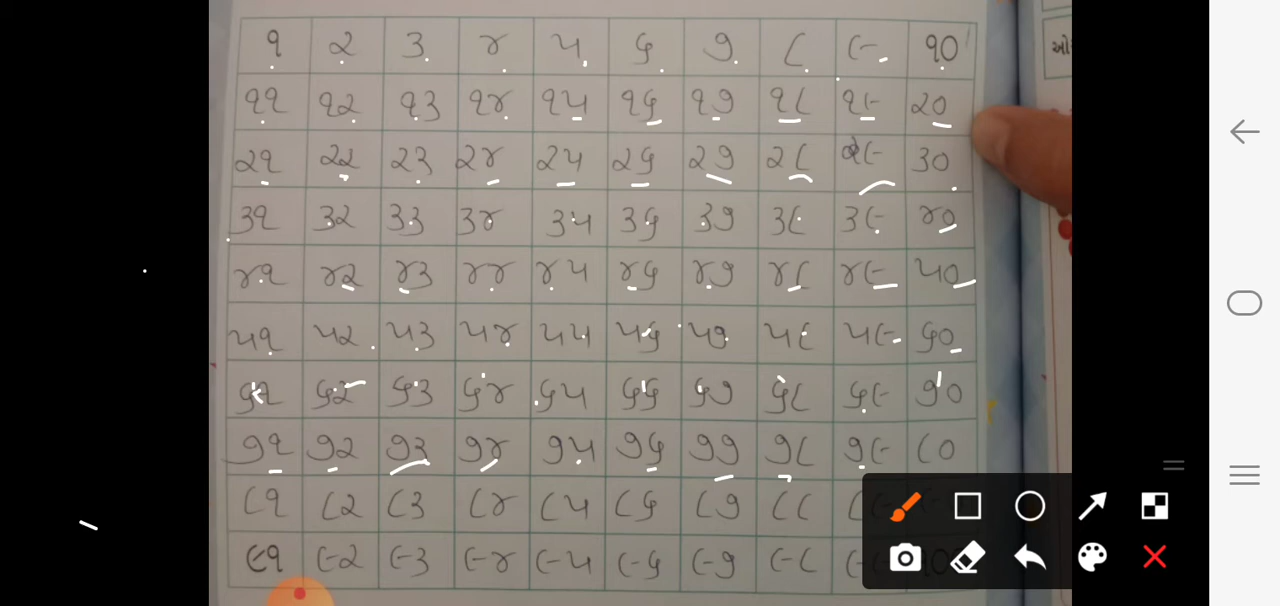 ૧ ૨ ૩ ૪ ૫ ૬ ૭ ૮ ૯ ૧૦
૧૧ ૧૨ ૧૩ ૧૪ ૧૫ ૧૬ ૧૭ ૧૮ ૧૯ ૨૦
૨૧ ૨૨ ૨૩ ૨૪ ૨૫ ૨૬ ૨૭ ૨૮ ૨૯ ૩૦
૩૧ ૩૨ ૩૩ ૩૪ ૩૫ ૩૬ ૩૭ ૩૮ ૩૯ ૪૦
૪૧ ૪૨ ૪૩ ૪૪ ૪૫ ૪૬ ૪૭ ૪૮ ૪૯ ૫૦
૫૧ ૫૨ ૫૩ ૫૪ ૫૫ ૫૬ ૫૭ ૫૮ ૫૯ ૬૦
૬૧ ૬૨ ૬૩ ૬૪ ૬૫ ૬૬ ૬૭ ૬૮ ૬૯ ૭૦
૭૧ ૭૨ ૭૩ ૭૪ ૭૫ ૭૬ ૭૭ ૭૮ ૭૯ ૮૦
૮૧ ૮૨ ૮૩ ૮૪ ૮૫ ૮૬ ૮૭ ૮૮
૯૧ ૯૨ ૯૩ ૯૪ ૯૫ ૯૬ ૯૭ ૯૮